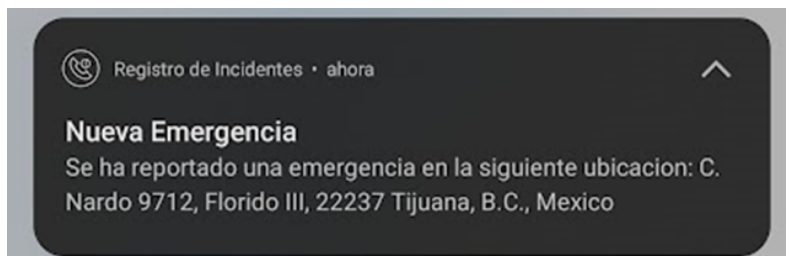 Registro de Incidentes • ahora
Nueva Emergencia
Se ha reportado una emergencia en la siguiente ubicacion: C.
Nardo 9712, Florido III, 22237 Tijuana, B.C., Mexico